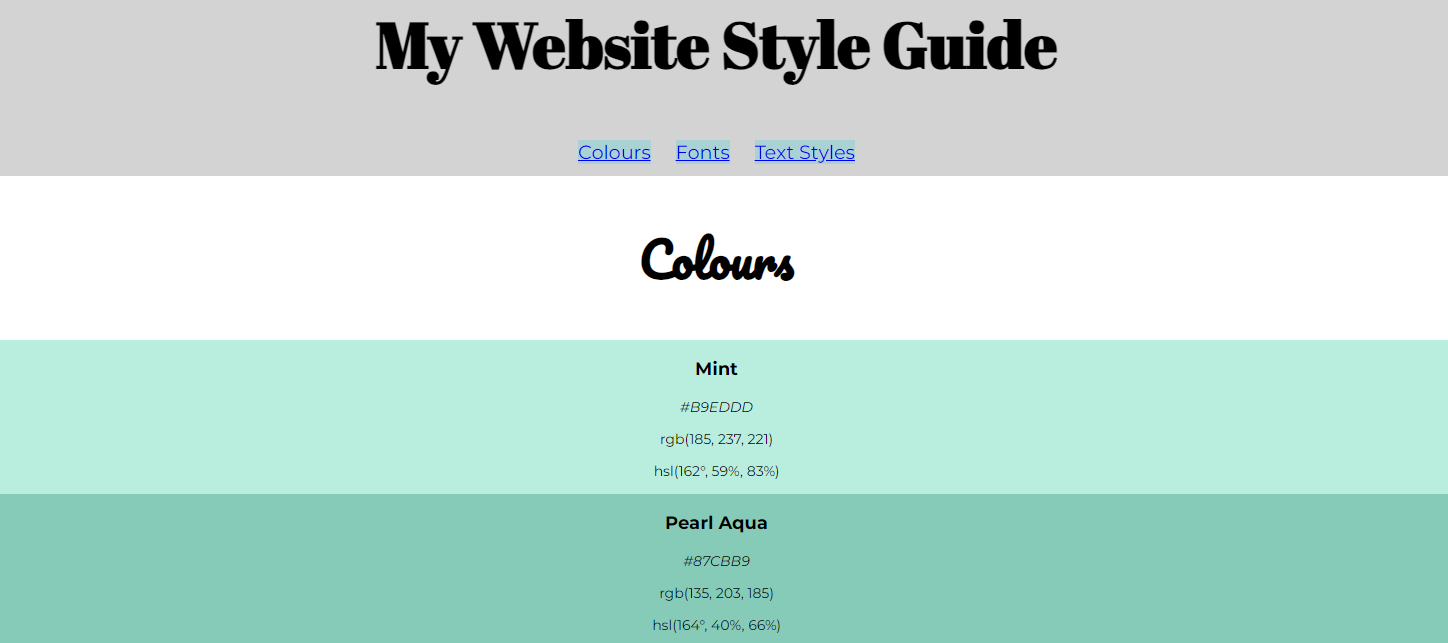 My Website Style Guide
Colours Fonts Text Styles
Colours
Mint
#B9EDDD
rgb(185, 237, 221)
hsl(162°, 59%, 83%)
Pearl Aqua
#87CBB9
rgb(135, 203, 185)
hsl(164°, 40%, 66%)